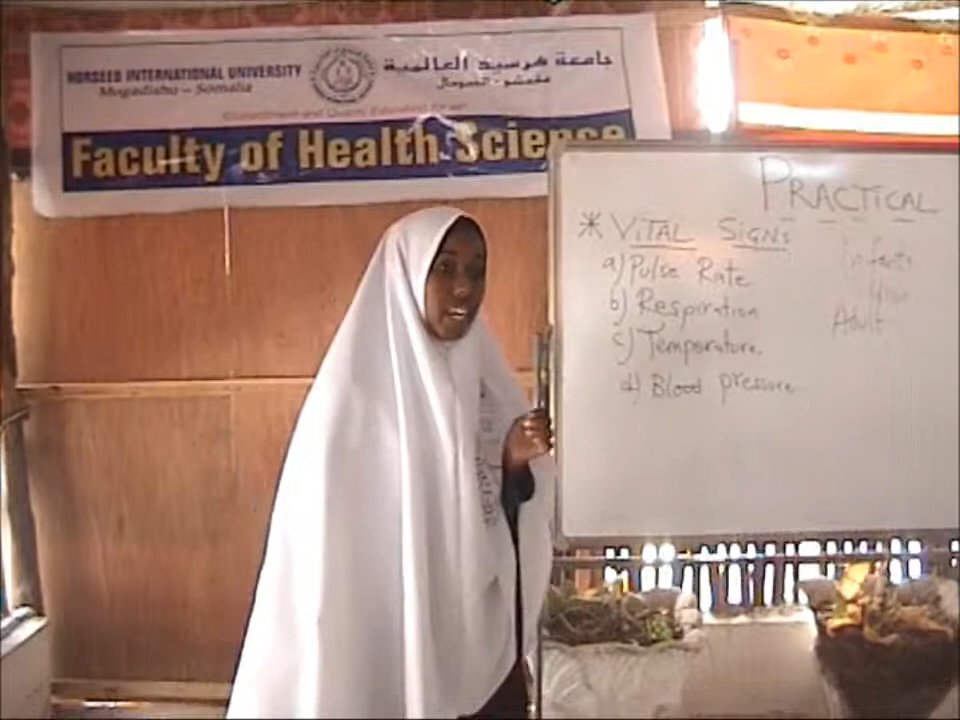 HORSEED INTERNATIONAL UNIVERSITY
Mogadishu - Somalia
جامعة هرسيد العالمية
مقديشو - الصومال
Faculty of Health Science
PRACTICAL
* VITAL SIGNS
a) Pulse Rate
b) Respiration
c) Temperature
d) Blood pressure
Infects
Adult